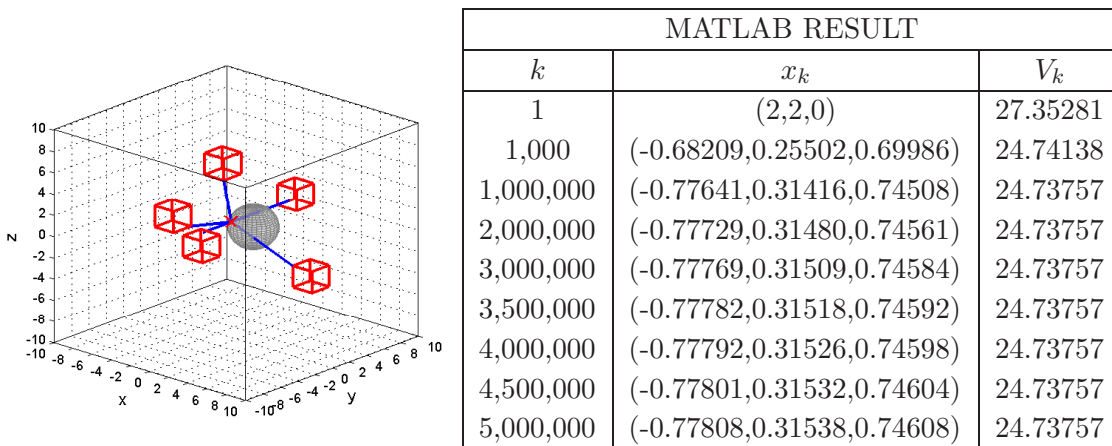 MATLAB RESULT
k x_k V_k
1 (2,2,0) 27.35281
1,000 (-0.68209,0.25502,0.69986) 24.74138
1,000,000 (-0.77641,0.31416,0.74508) 24.73757
2,000,000 (-0.77729,0.31480,0.74561) 24.73757
3,000,000 (-0.77769,0.31509,0.74584) 24.73757
3,500,000 (-0.77782,0.31518,0.74592) 24.73757
4,000,000 (-0.77792,0.31526,0.74598) 24.73757
4,500,000 (-0.77801,0.31532,0.74604) 24.73757
5,000,000 (-0.77808,0.31538,0.74608) 24.73757
10
8
6
4
2
0
-2
-4
-6
-8
-10
z
-10 -8 -6 -4 -2 0 2 4 6 8 10
x
-10 -8 -6 -4 -2 0 2 4 6 8 10
y